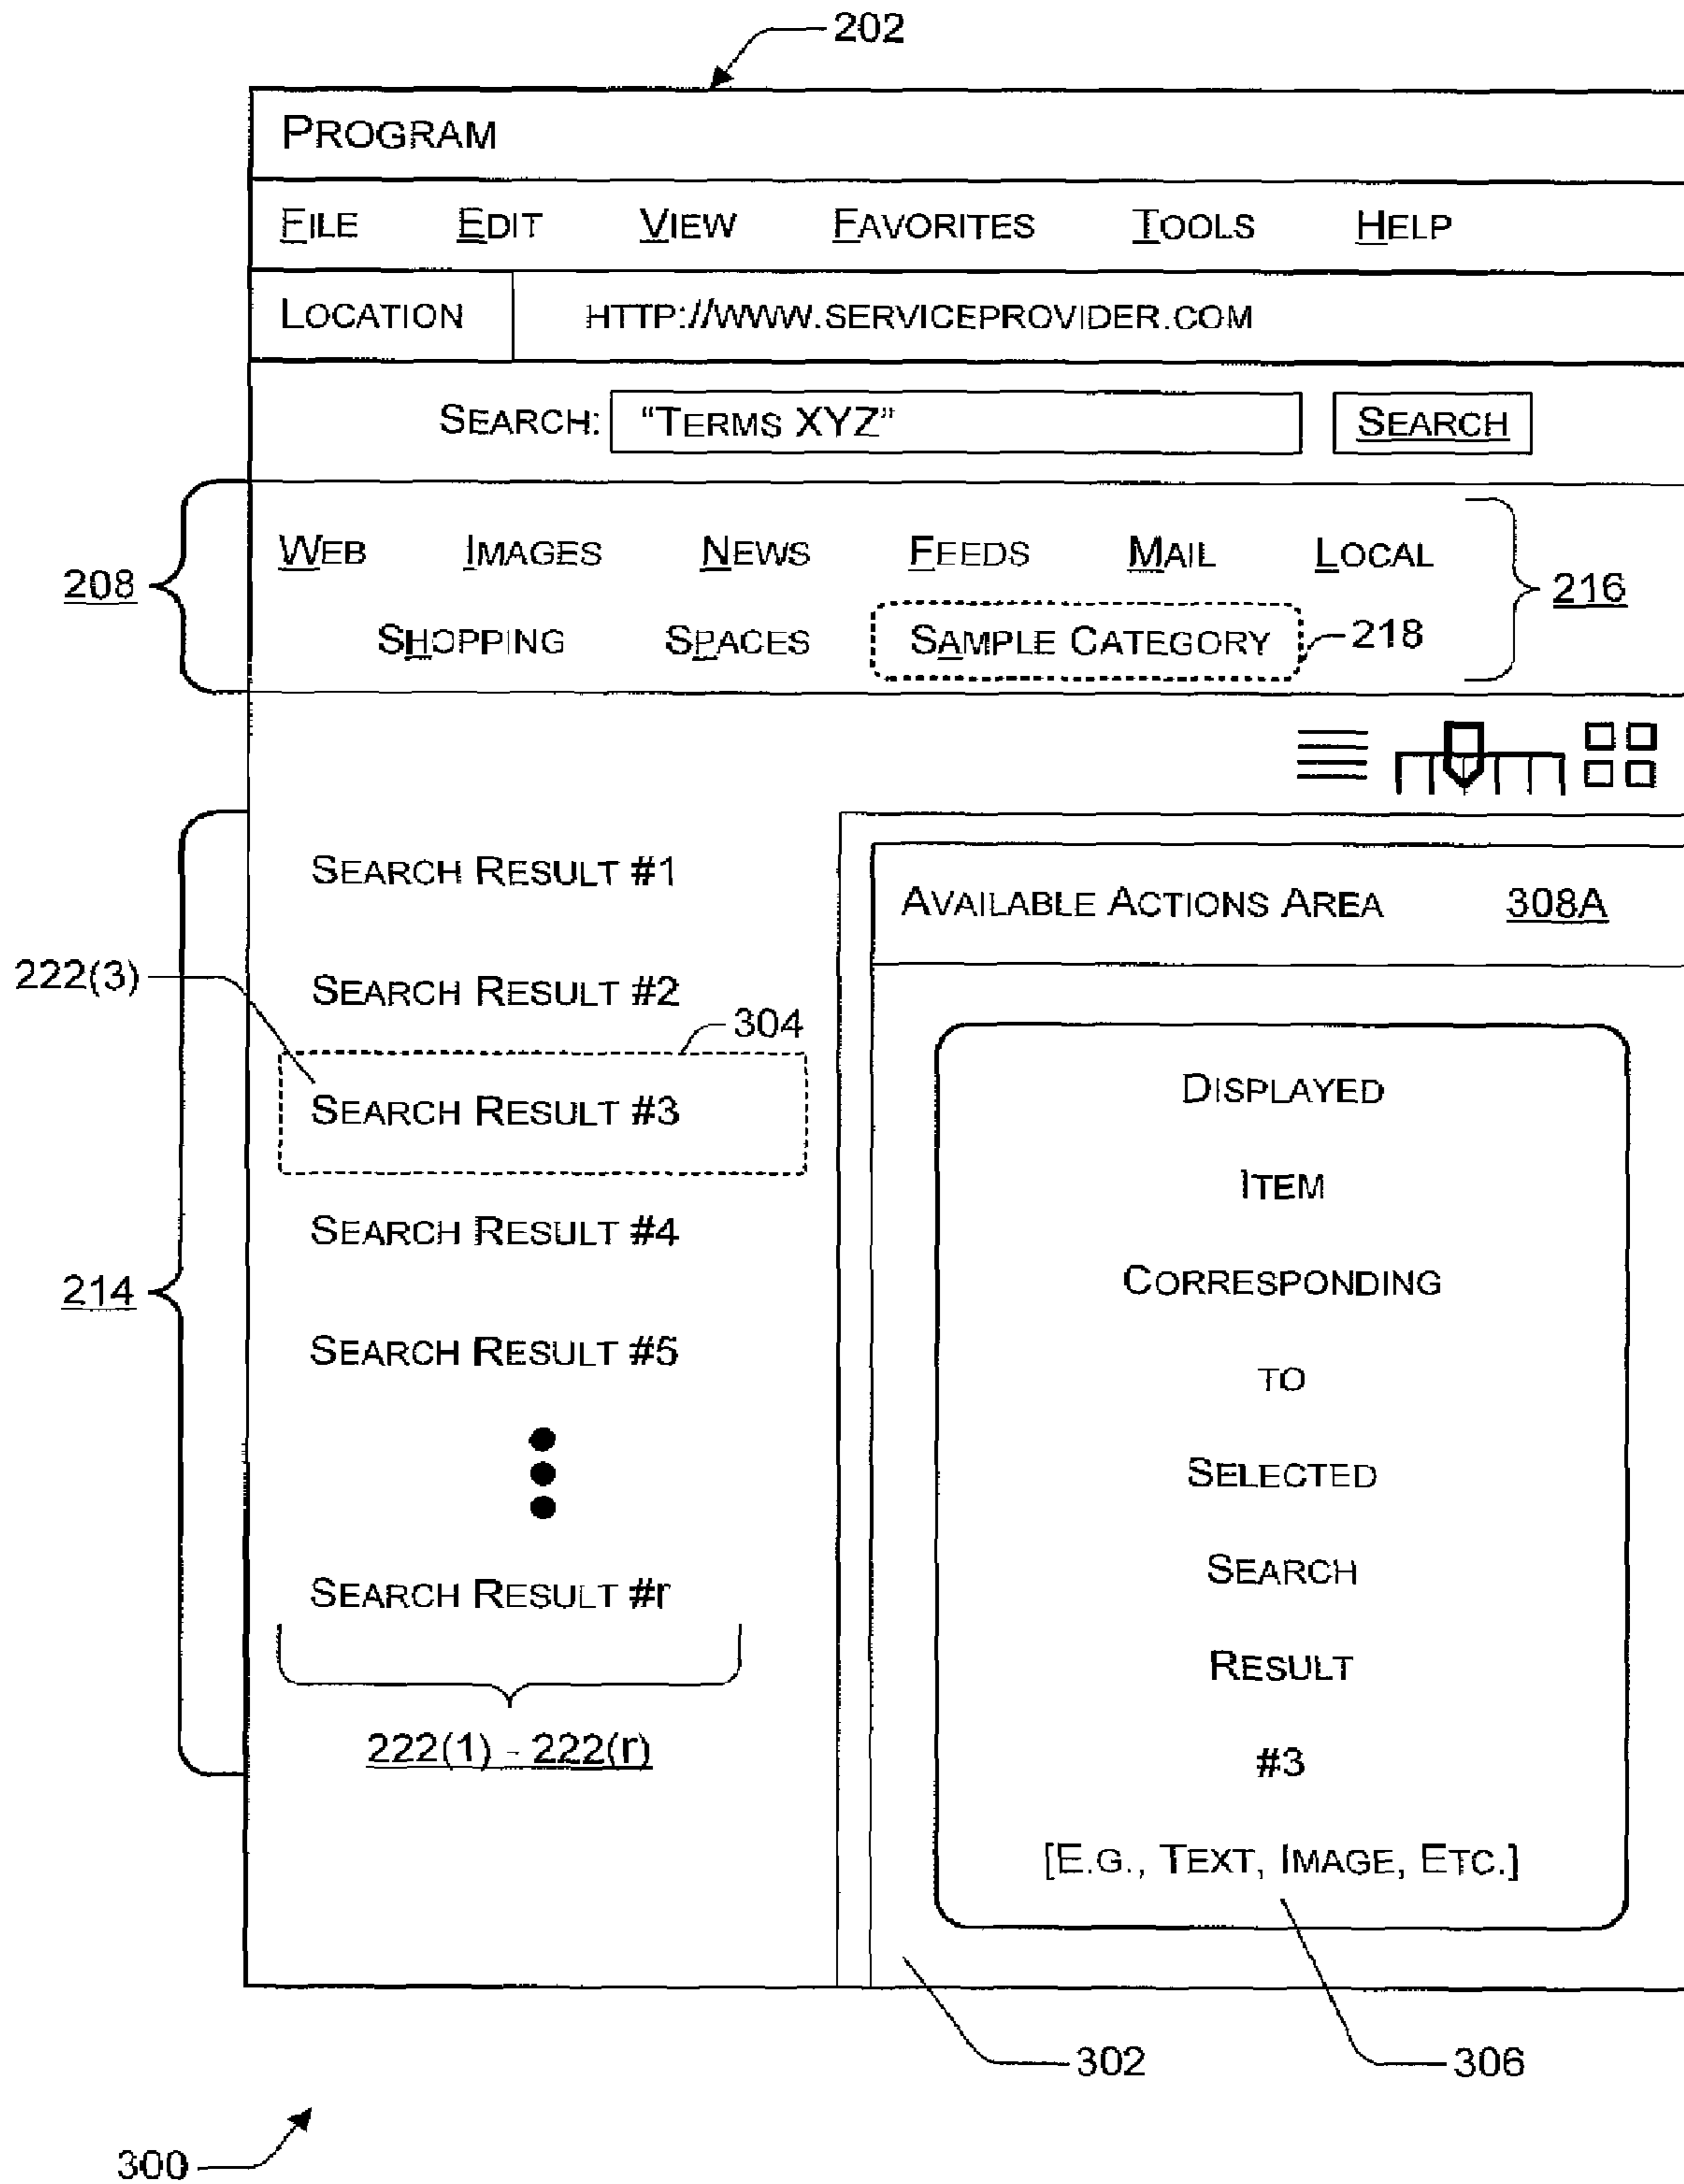 202
PROGRAM
FILE EDIT VIEW FAVORITES TOOLS HELP
LOCATION HTTP://WWW.SERVICEPROVIDER.COM
SEARCH: "TERMS XYZ" SEARCH
208
WEB IMAGES NEWS FEEDS MAIL LOCAL
216
SHOPPING SPACES SAMPLE CATEGORY
218
214
SEARCH RESULT #1
222(3)
SEARCH RESULT #2
304
SEARCH RESULT #3
SEARCH RESULT #4
SEARCH RESULT #5
SEARCH RESULT #r
222(1) - 222(r)
AVAILABLE ACTIONS AREA 308A
DISPLAYED
ITEM
CORRESPONDING
TO
SELECTED
SEARCH
RESULT
#3
[E.G., TEXT, IMAGE, ETC.]
302
306
300